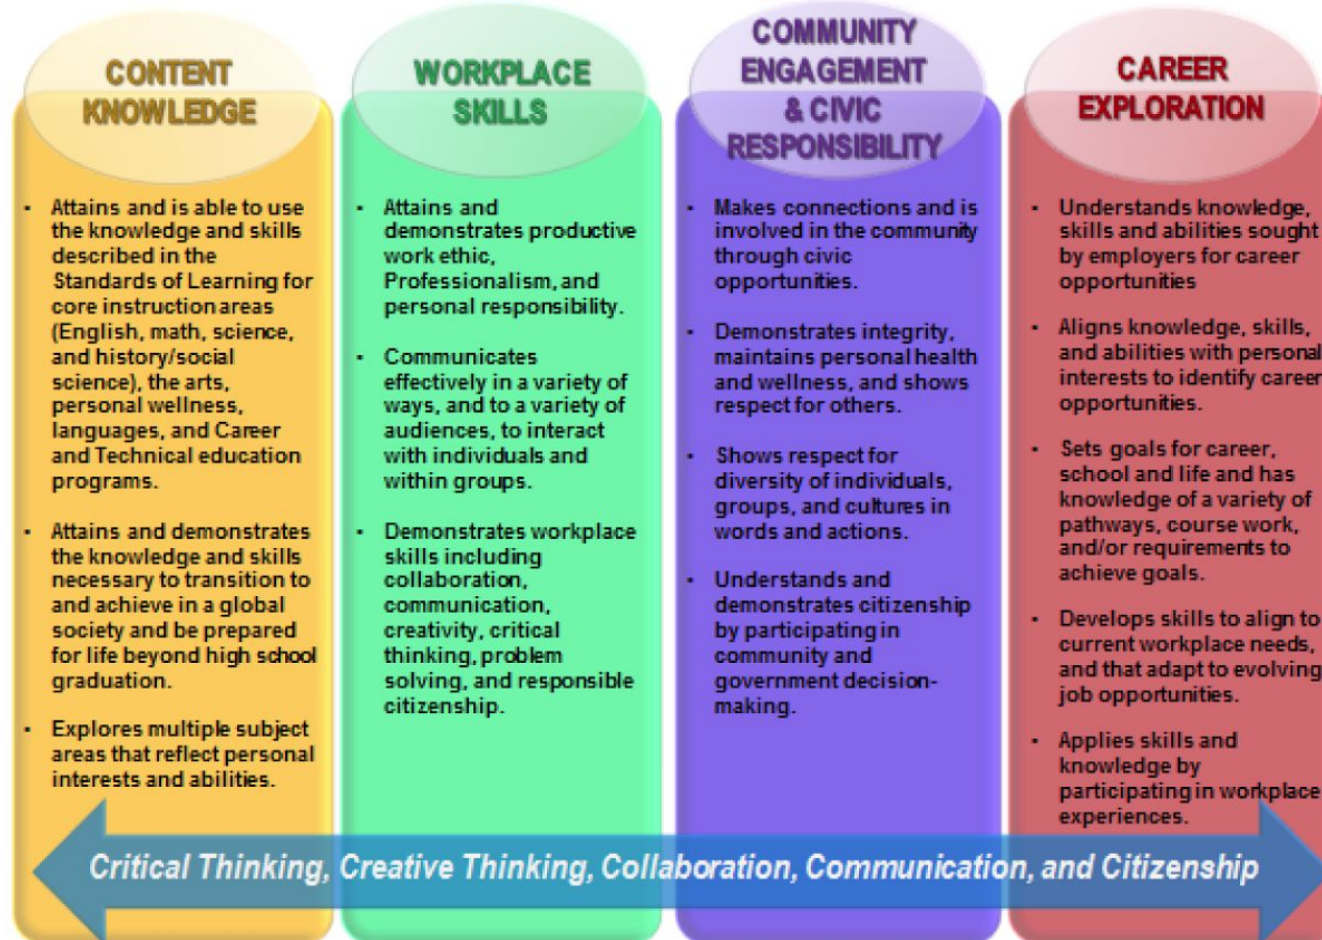 CONTENT
KNOWLEDGE
• Attains and is able to use
the knowledge and skills
described in the
Standards of Learning for
core instruction areas
(English, math, science,
and history/social
science), the arts,
personal wellness,
languages, and Career
and Technical education
programs.
• Attains and demonstrates
the knowledge and skills
necessary to transition to
and achieve in a global
society and be prepared
for life beyond high school
graduation.
• Explores multiple subject
areas that reflect personal
interests and abilities.
WORKPLACE
SKILLS
• Attains and
demonstrates productive
work ethic,
Professionalism, and
personal responsibility.
• Communicates
effectively in a variety of
ways, and to a variety of
audiences, to interact
with individuals and
within groups.
• Demonstrates workplace
skills including
collaboration,
communication,
creativity, critical
thinking, problem
solving, and responsible
citizenship.
COMMUNITY
ENGAGEMENT
& CIVIC
RESPONSIBILITY
• Makes connections and is
involved in the community
through civic
opportunities.
• Demonstrates integrity,
maintains personal health
and wellness, and shows
respect for others.
• Shows respect for
diversity of individuals,
groups, and cultures in
words and actions.
• Understands and
demonstrates citizenship
by participating in
community and
government decision-
making.
CAREER
EXPLORATION
• Understands knowledge,
skills and abilities sought
by employers for career
opportunities
• Aligns knowledge, skills,
and abilities with personal
interests to identify career
opportunities.
• Sets goals for career,
school and life and has
knowledge of a variety of
pathways, course work,
and/or requirements to
achieve goals.
• Develops skills to align to
current workplace needs,
and that adapt to evolving
job opportunities.
• Applies skills and
knowledge by
participating in workplace
experiences.
Critical Thinking, Creative Thinking, Collaboration, Communication, and Citizenship